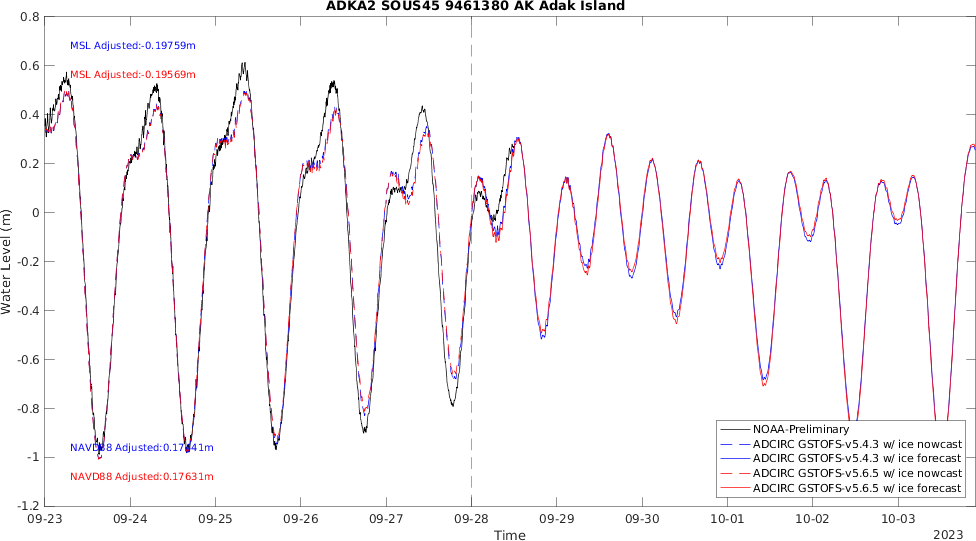 ADKA2 SOUS45 9461380 AK Adak Island
0.8
0.6
0.4
0.2
0
-0.2
-0.4
-0.6
-0.8
-1
-1.2
Water Level (m)
MSL Adjusted:-0.19759m
MSL Adjusted:-0.19569m
NAVD88 Adjusted:0.17441m
NAVD88 Adjusted:0.17631m
NOAA-Preliminary
ADCIRC GSTOFS-v5.4.3 w/ ice nowcast
ADCIRC GSTOFS-v5.4.3 w/ ice forecast
ADCIRC GSTOFS-v5.6.5 w/ ice nowcast
ADCIRC GSTOFS-v5.6.5 w/ ice forecast
09-23 09-24 09-25 09-26 09-27 09-28 09-29 09-30 10-01 10-02 10-03
Time
2023